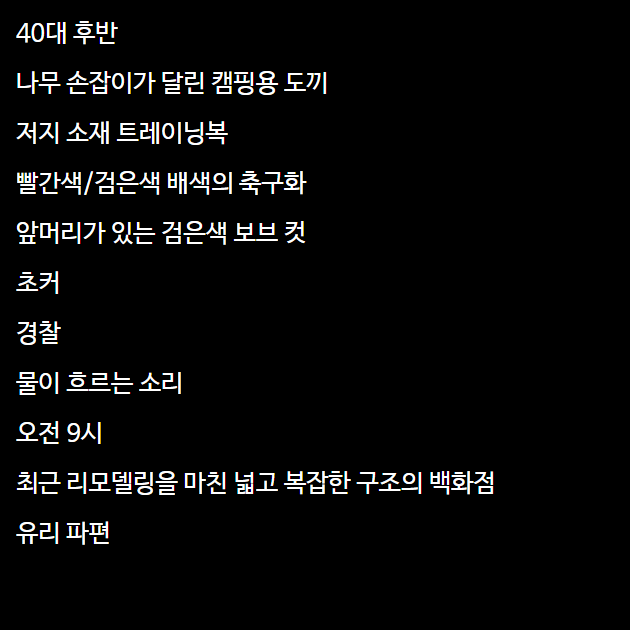 40대 후반
나무 손잡이가 달린 캠핑용 도끼
저지 소재 트레이닝복
빨간색/검은색 배색의 축구화
앞머리가 있는 검은색 보브 컷
초커
경찰
물이 흐르는 소리
오전 9시
최근 리모델링을 마친 넓고 복잡한 구조의 백화점
유리 파편